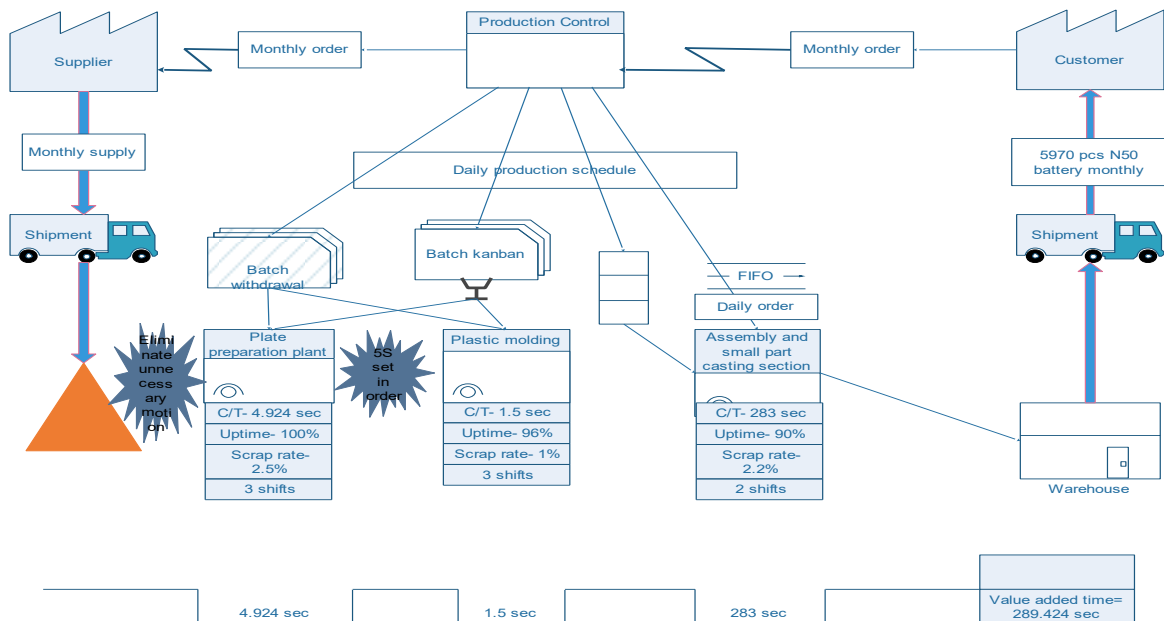 Production Control
Supplier
Monthly order
Monthly order
Customer
Monthly supply
Daily production schedule
5970 pcs N50
battery monthly
Shipment
Shipment
Batch
withdrawal
Batch kanban
FIFO
Daily order
Elimi
nate
unne
cess
ary
moti
on
Plate
preparation plant
5S
set
in
order
Plastic molding
Assembly and
small part
casting section
C/T- 4.924 sec
Uptime- 100%
Scrap rate-
2.5%
3 shifts
C/T- 1.5 sec
Uptime- 96%
Scrap rate- 1%
3 shifts
C/T- 283 sec
Uptime- 90%
Scrap rate-
2.2%
2 shifts
Warehouse
4.924 sec
1.5 sec
283 sec
Value added time=
289.424 sec